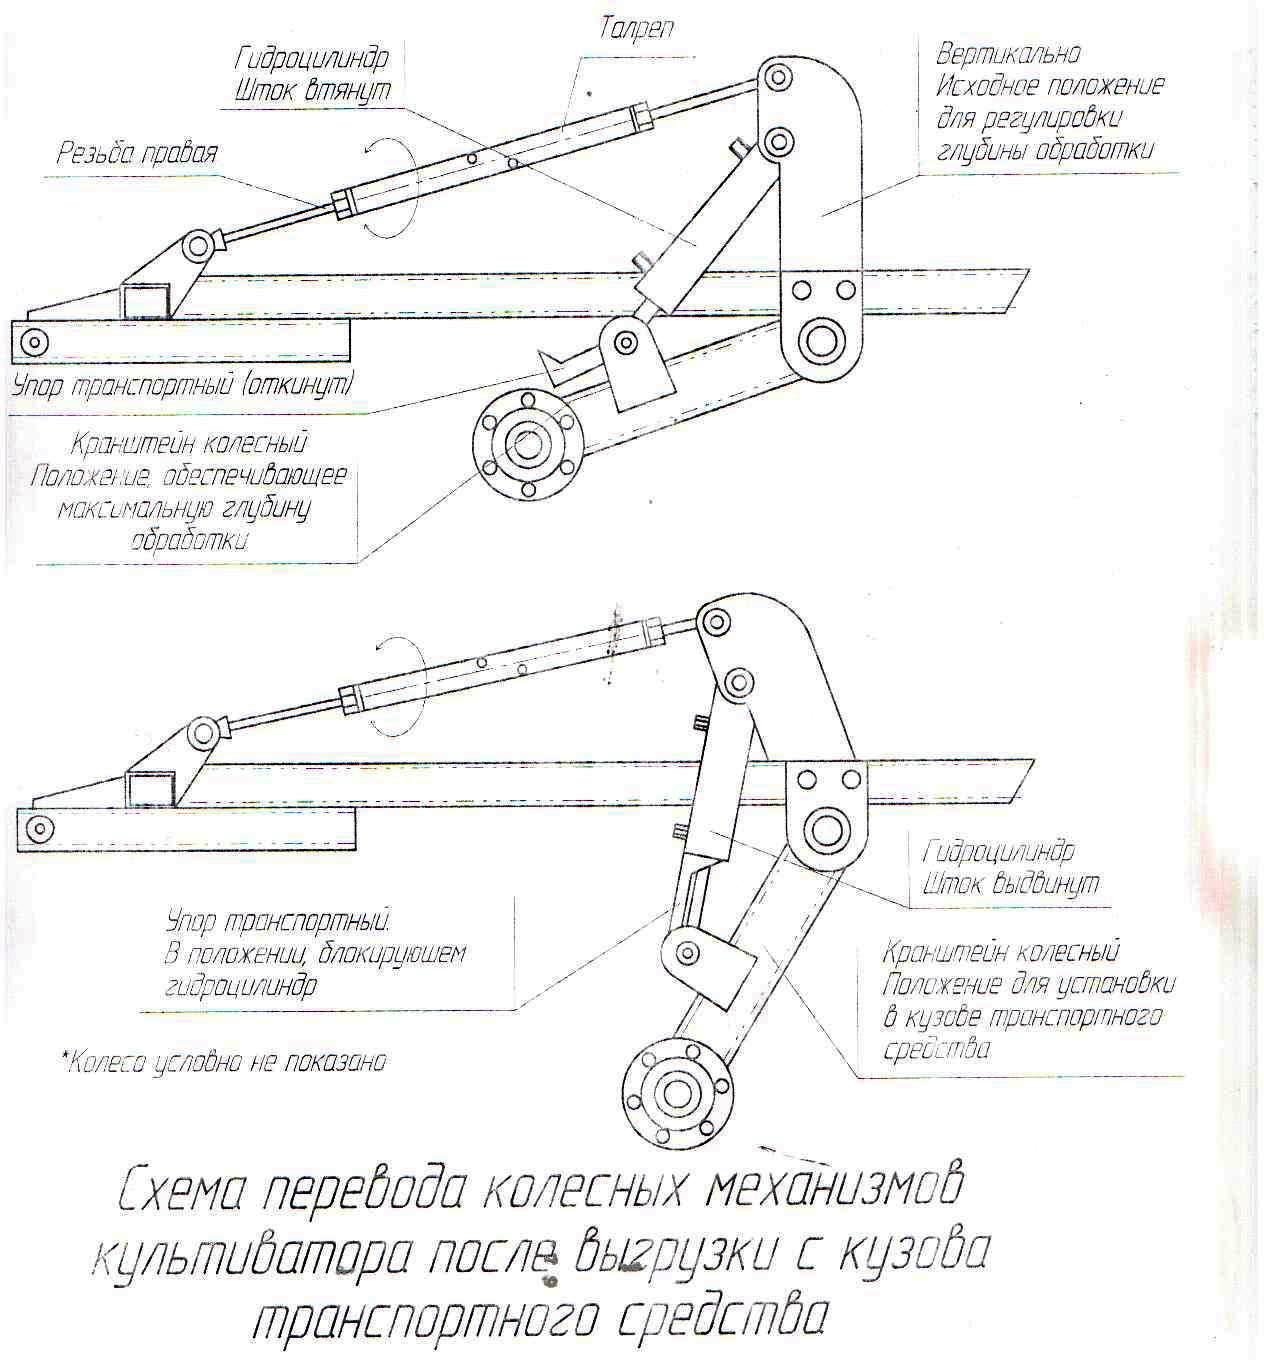 Талреп
Гидроцилиндр
Шток втянут
Вертикально
Исходное положение
для регулировки
глубины обработки
Резьба правая
Упор транспортный (откинут)
Кранштейн колесный
Положение, обеспечивающее
максимальную глубину
обработки
Гидроцилиндр
Шток выдвинут
Упор транспортный.
В положении, блокируюшем
гидроцилиндр
Кранштейн колесный
Положение для установки
в кузове транспортного
средства
*Колесо условно не показано
Схема перевода колесных механизмов
культиватора после выгрузки с кузова
транспортного средства